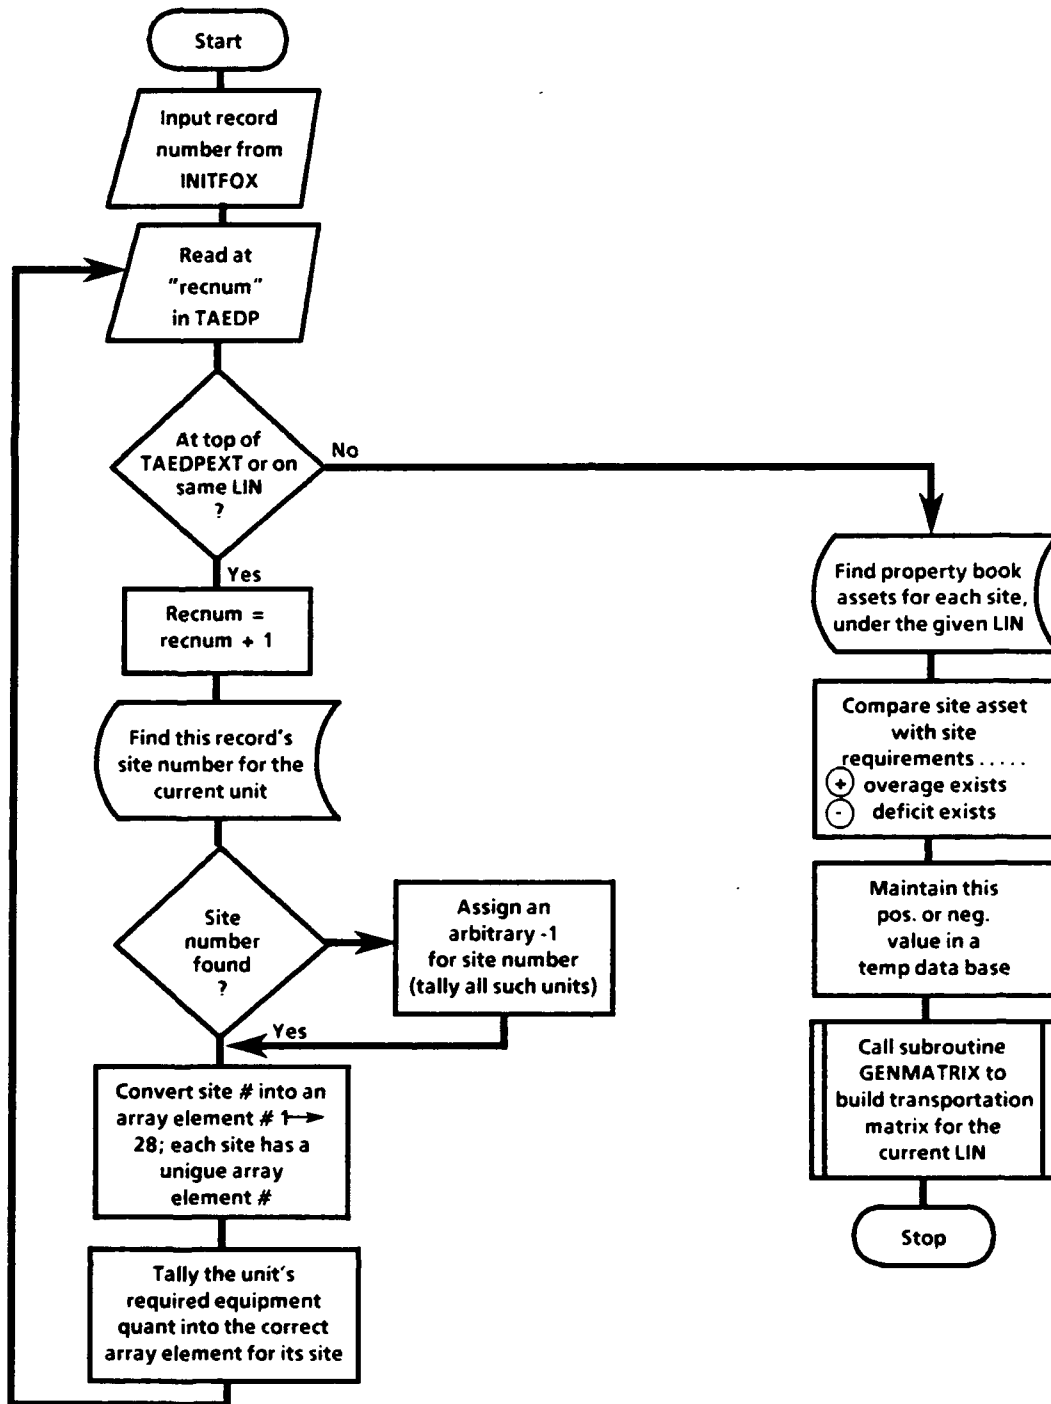 Start
Input record
number from
INITFOX
Read at
"recnum"
in TAEDP
At top of
TAEDPEXT or on
same LIN
?
No
Yes
Recnum =
recnum + 1
Find this record's
site number for the
current unit
Site
number
found
?
Assign an
arbitrary -1
for site number
(tally all such units)
Yes
Convert site # into an
array element # 1→
28; each site has a
unique array
element #
Tally the unit's
required equipment
quant into the correct
array element for its site
Find property book
assets for each site,
under the given LIN
Compare site asset
with site
requirements . . . . .
+ overage exists
- deficit exists
Maintain this
pos. or neg.
value in a
temp data base
Call subroutine
GENMATRIX to
build transportation
matrix for the
current LIN
Stop